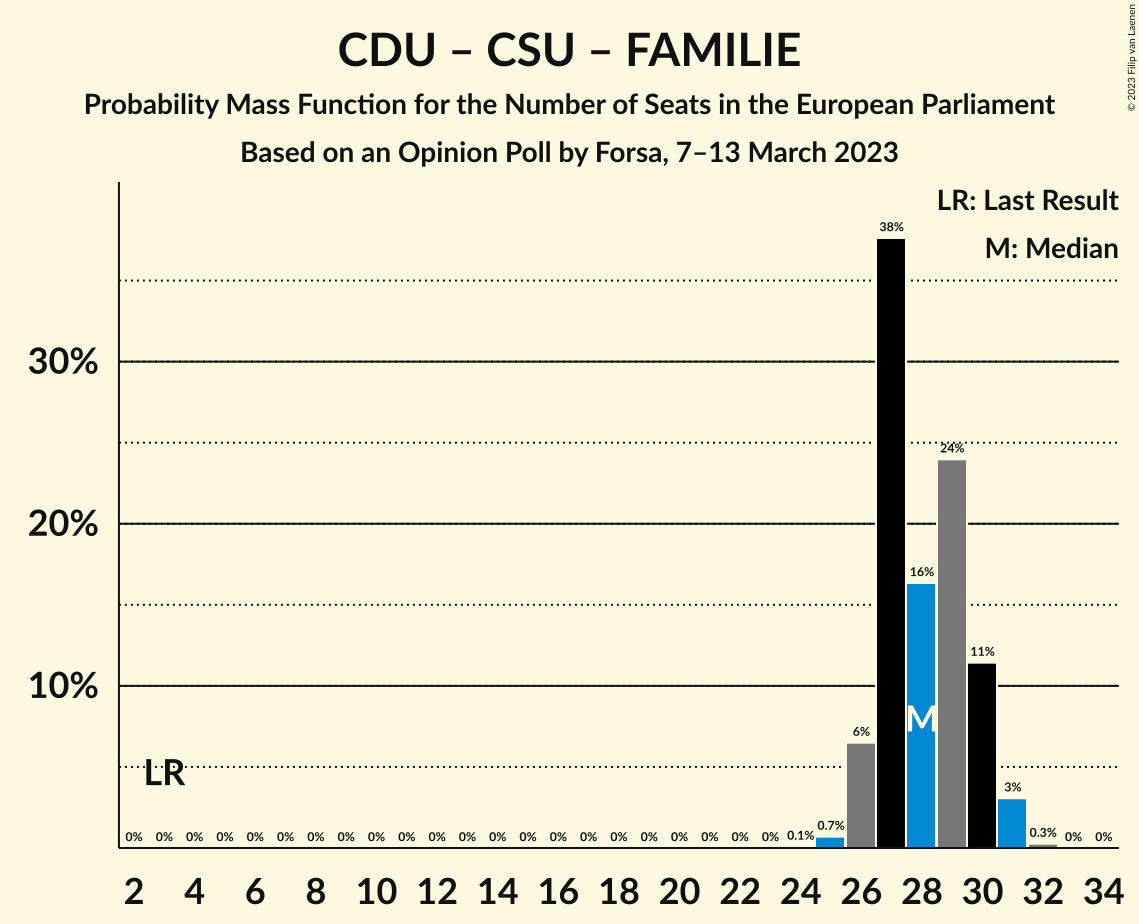 CDU – CSU – FAMILIE
Probability Mass Function for the Number of Seats in the European Parliament
Based on an Opinion Poll by Forsa, 7–13 March 2023
© 2023 Filip van Laenen
LR: Last Result
M: Median
38%
30%
24%
20%
16%
11%
10%
M
6%
LR
3%
0% 0% 0% 0% 0% 0% 0% 0% 0% 0% 0% 0% 0% 0% 0% 0% 0% 0% 0% 0% 0% 0% 0.1% 0.7% 0.3% 0% 0%
2 4 6 8 10 12 14 16 18 20 22 24 26 28 30 32 34